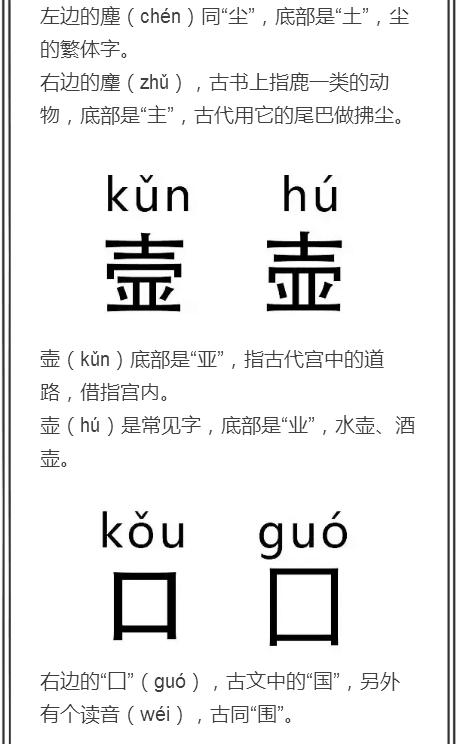 左边的塵（chén）同“尘”，底部是“土”，尘
的繁体字。
右边的麈（zhǔ），古书上指鹿一类的动
物，底部是“主”，古代用它的尾巴做拂尘。
kǔn hú
壸 壶
壸（kǔn）底部是“亚”，指古代宫中的道
路，借指宫内。
壶（hú）是常见字，底部是“业”，水壶、酒
壶。
kǒu guó
口 囗
右边的“囗”（guó），古文中的“国”，另外
有个读音（wéi），古同“围”。